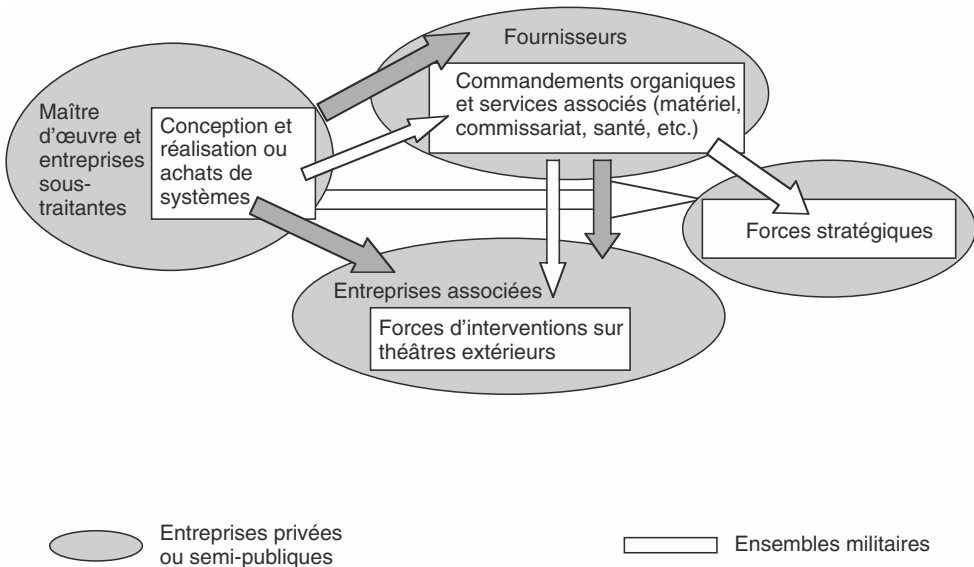 Maître
d'œuvre et
entreprises
sous-
traitantes
Conception et
réalisation ou
achats de
systèmes
Fournisseurs
Commandements organiques
et services associés (matériel,
commissariat, santé, etc.)
Forces stratégiques
Entreprises associées
Forces d'interventions sur
théâtres extérieurs
Entreprises privées
ou semi-publiques
Ensembles militaires